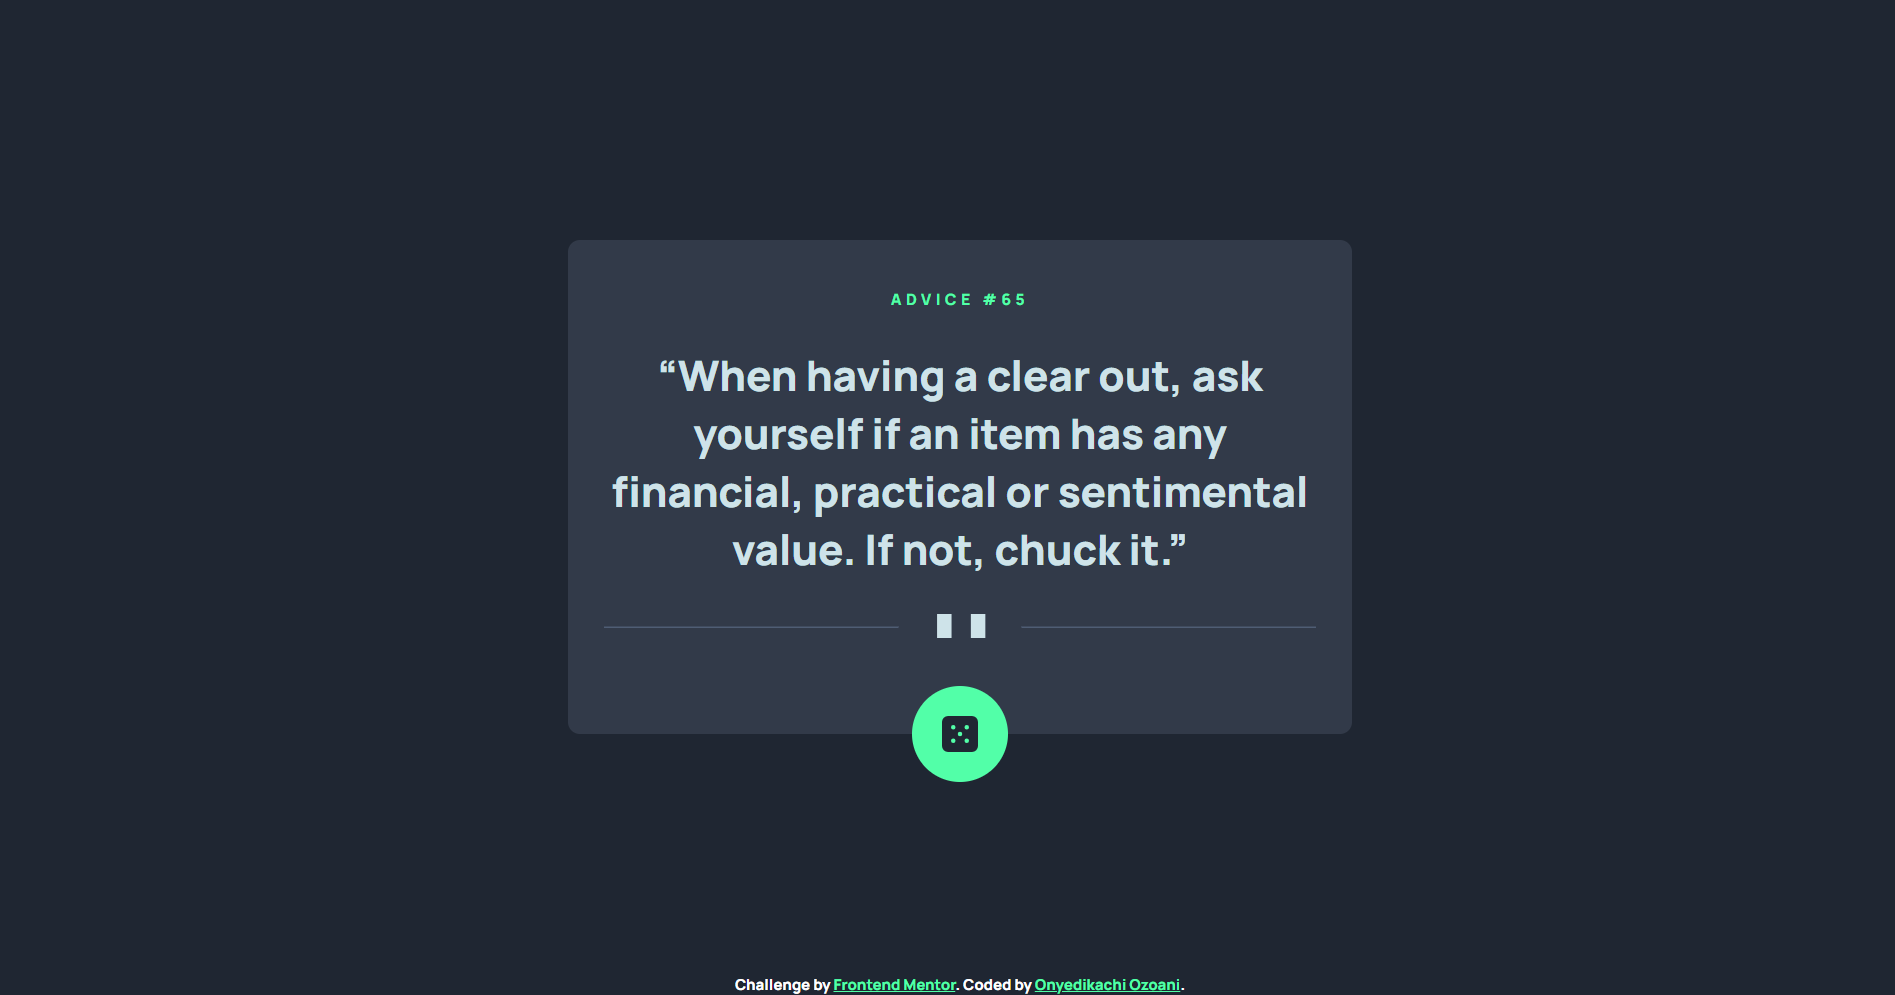 ADVICE #65
“When having a clear out, ask
yourself if an item has any
financial, practical or sentimental
value. If not, chuck it.”
Challenge by Frontend Mentor. Coded by Onyedikachi Ozoani.